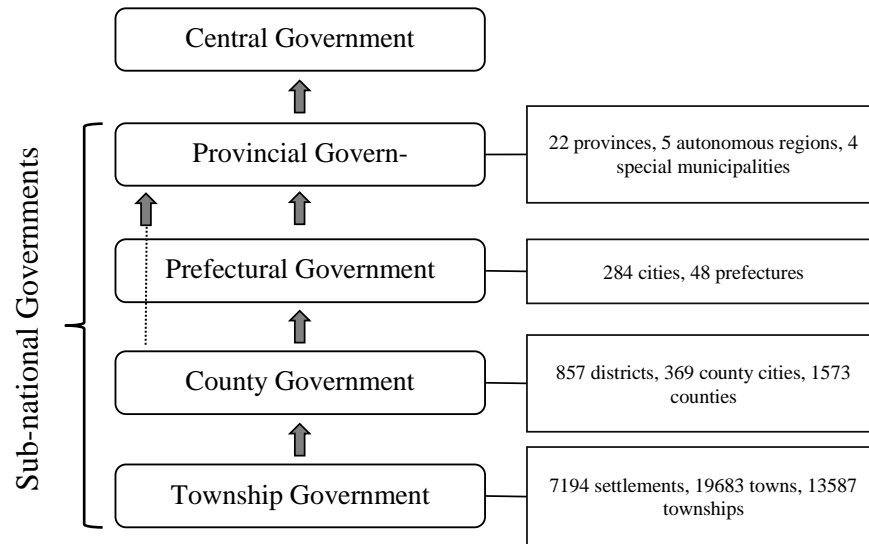 Central Government
Provincial Govern-
22 provinces, 5 autonomous regions, 4
special municipalities
Sub-national Governments
Prefectural Government
284 cities, 48 prefectures
County Government
857 districts, 369 county cities, 1573
counties
Township Government
7194 settlements, 19683 towns, 13587
townships